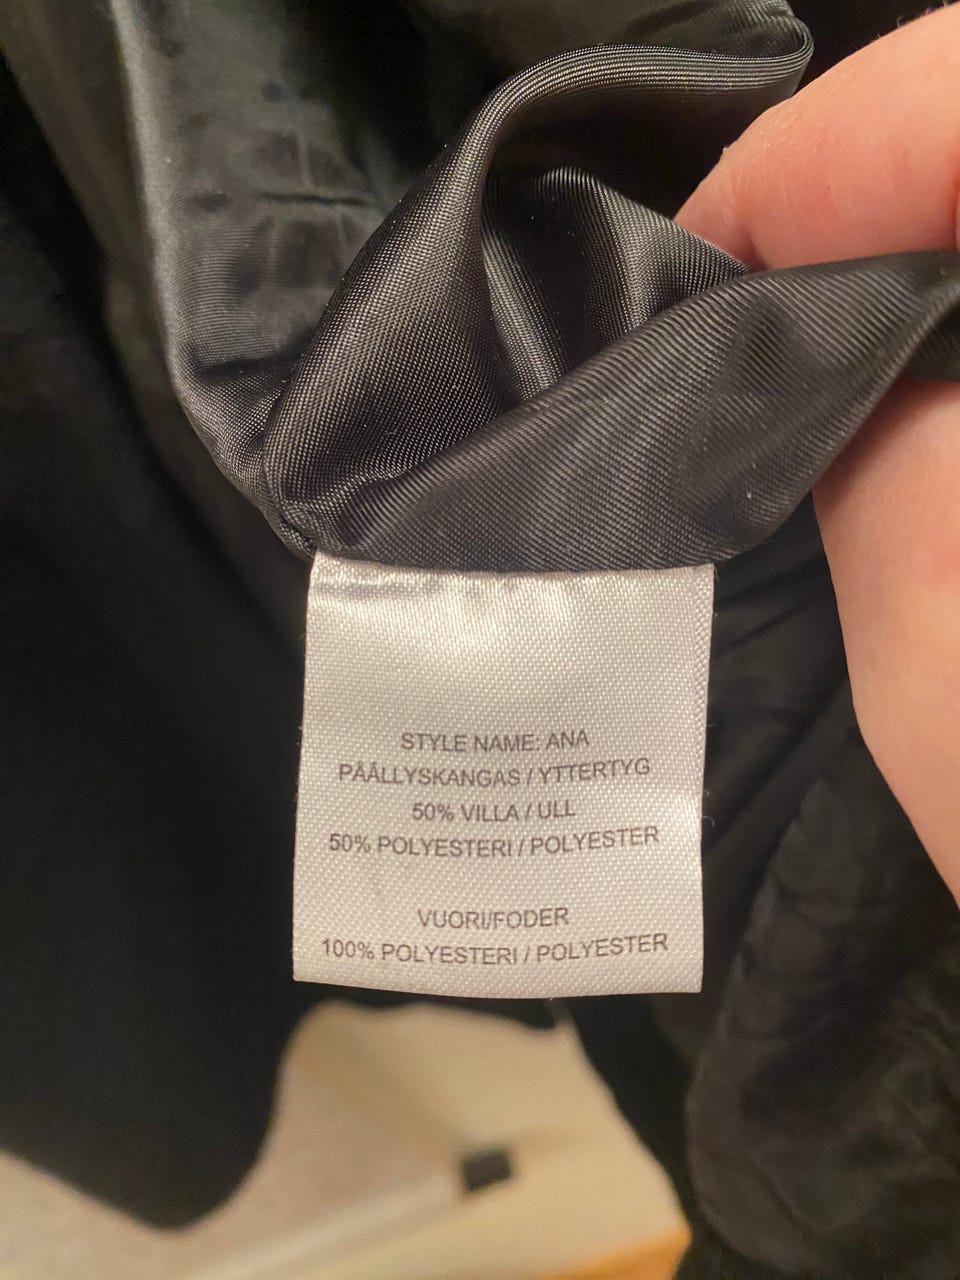 STYLE NAME: ANA
PÄÄLLYSKANGAS / YTTERTYG
50% VILLA / ULL
50% POLYESTERI / POLYESTER
VUORI/FODER
100% POLYESTERI / POLYESTER